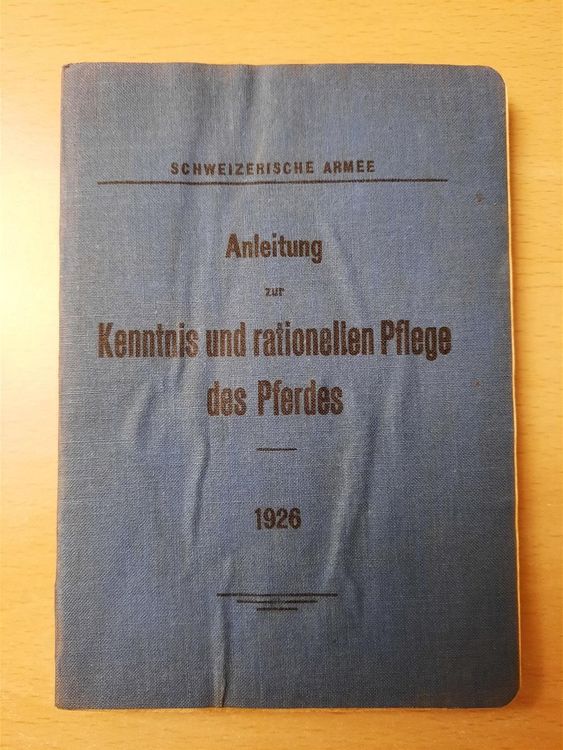 SCHWEIZERISCHE ARMEE
Anleitung
zur
Kenntnis und rationellen Pflege
des Pferdes
1926